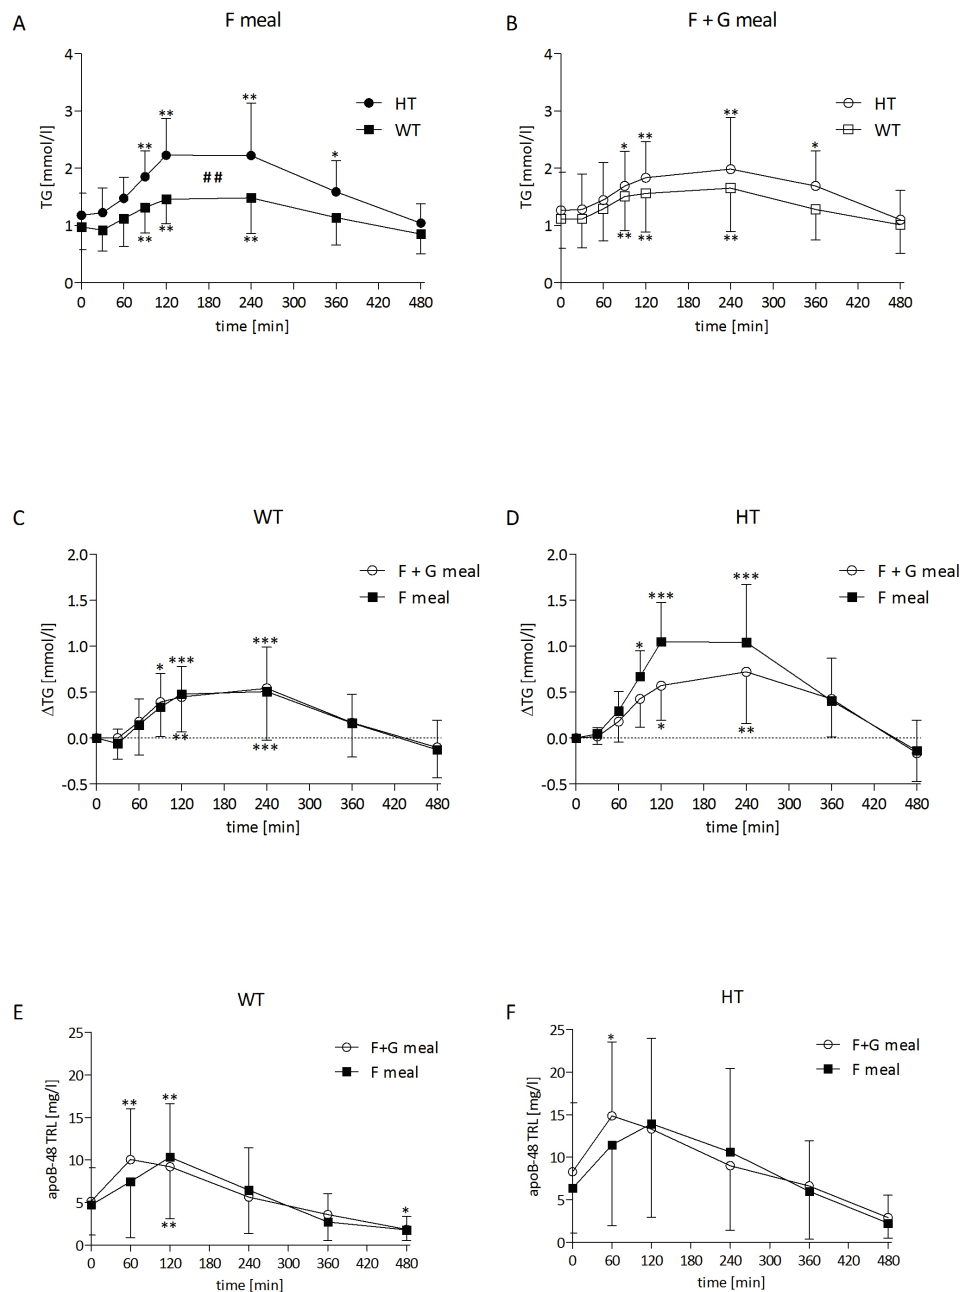 A
F meal
4
3
2
1
0
TG [mmol/l]
HT
WT
**
**
**
*
##
**
**
**
0 60 120 180 240 300 360 420 480
time [min]
B
F + G meal
4
3
2
1
0
TG [mmol/l]
HT
WT
*
**
**
*
**
**
**
0 60 120 180 240 300 360 420 480
time [min]
C
WT
2.0
1.5
1.0
0.5
0.0
-0.5
ΔTG [mmol/l]
F + G meal
F meal
*
***
***
**
***
0 60 120 180 240 300 360 420 480
time [min]
D
HT
2.0
1.5
1.0
0.5
0.0
-0.5
ΔTG [mmol/l]
F + G meal
F meal
*
***
***
*
**
0 60 120 180 240 300 360 420 480
time [min]
E
WT
25
20
15
10
5
0
apoB-48 TRL [mg/l]
F+G meal
F meal
**
**
**
*
0 60 120 180 240 300 360 420 480
time [min]
F
HT
25
20
15
10
5
0
apoB-48 TRL [mg/l]
F+G meal
F meal
*
0 60 120 180 240 300 360 420 480
time [min]